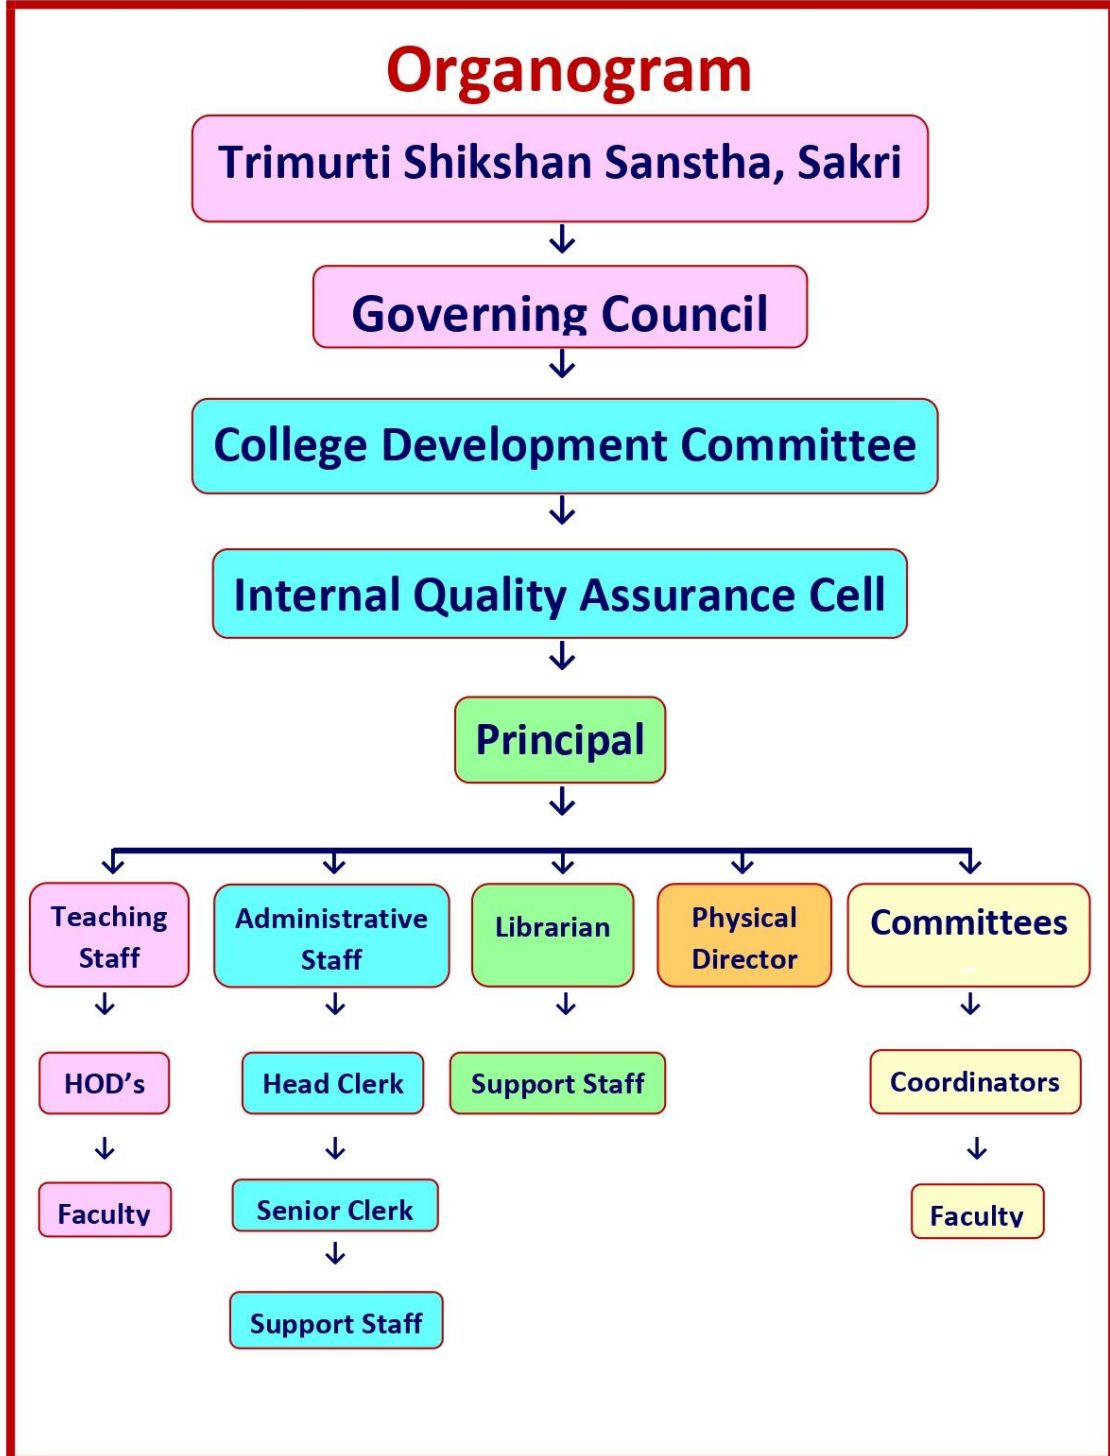 Organogram
Trimurti Shikshan Sanstha, Sakri
Governing Council
College Development Committee
Internal Quality Assurance Cell
Principal
Teaching
Staff
Administrative
Staff
Librarian
Physical
Director
Committees
HOD's
Head Clerk
Support Staff
Coordinators
Faculty
Senior Clerk
Faculty
Support Staff